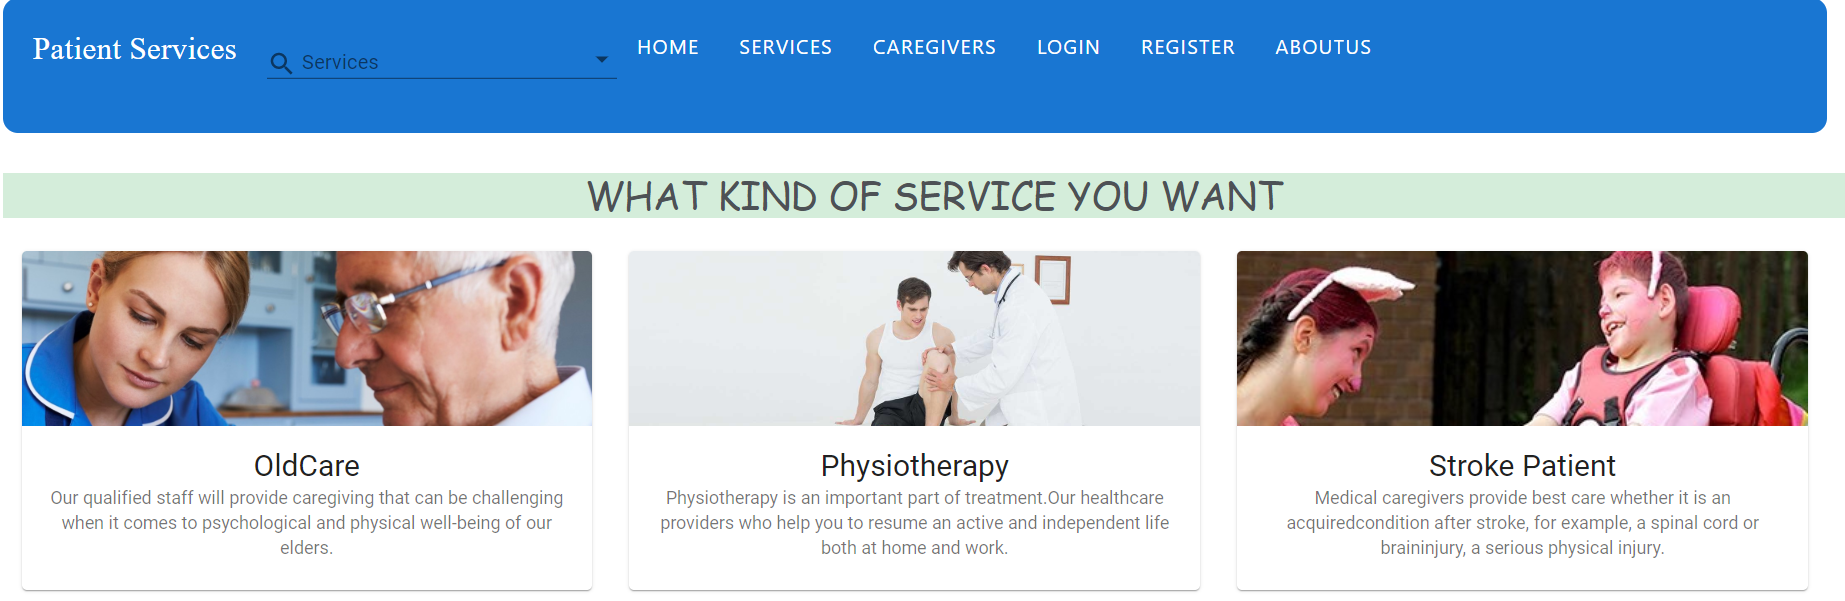 Patient Services
Services
HOME SERVICES CAREGIVERS LOGIN REGISTER ABOUTUS
WHAT KIND OF SERVICE YOU WANT
OldCare
Our qualified staff will provide caregiving that can be challenging
when it comes to psychological and physical well-being of our
elders.
Physiotherapy
Physiotherapy is an important part of treatment.Our healthcare
providers who help you to resume an active and independent life
both at home and work.
Stroke Patient
Medical caregivers provide best care whether it is an
acquiredcondition after stroke, for example, a spinal cord or
braininjury, a serious physical injury.